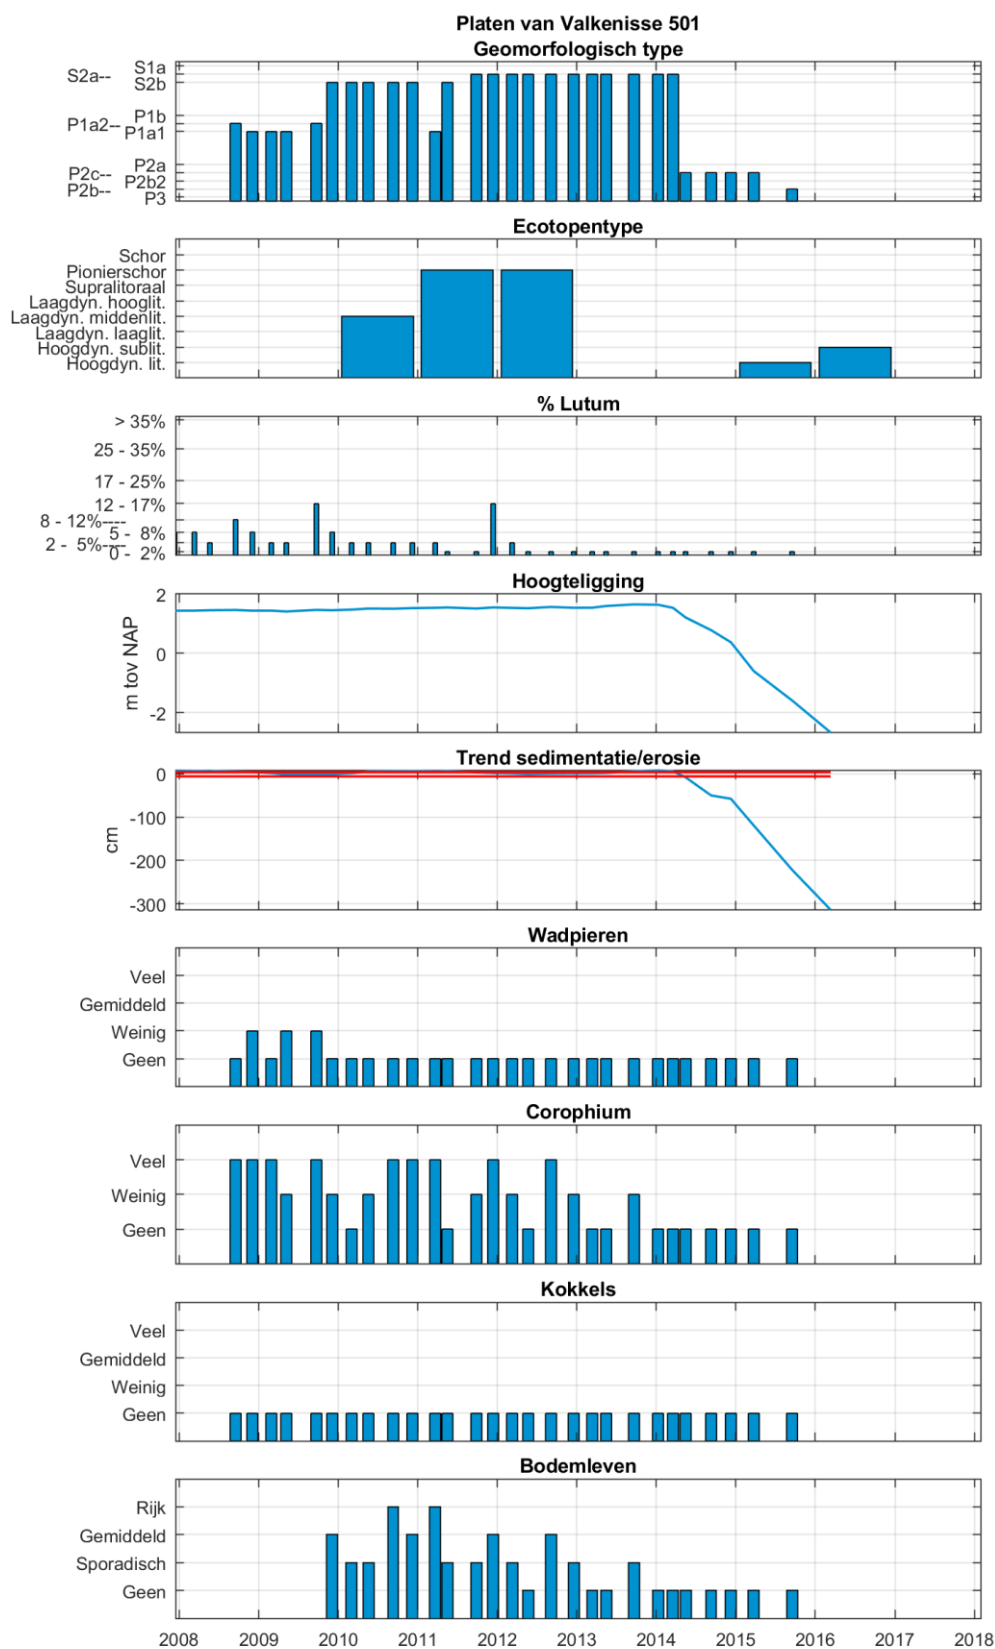 Platen van Valkenisse 501
Geomorfologisch type
S1a
S2a--
S2b
P1b
P1a2--
P1a1
P2a
P2c--
P2b2
P2b--
P3
Ecotopentype
Schor
Pionierschor
Supralitoraal
Laagdyn. hooglit.
Laagdyn. middenlit.
Laagdyn. laaglit.
Hoogdyn. sublit.
Hoogdyn. lit.
% Lutum
> 35%
25 - 35%
17 - 25%
12 - 17%
8 - 12%----
5 - 8%
2 - 5%----
0 - 2%
Hoogteligging
2
0
-2
m tov NAP
Trend sedimentatie/erosie
0
-100
-200
-300
cm
Wadpieren
Veel
Gemiddeld
Weinig
Geen
Corophium
Veel
Weinig
Geen
Kokkels
Veel
Gemiddeld
Weinig
Geen
Bodemleven
Rijk
Gemiddeld
Sporadisch
Geen
2008 2009 2010 2011 2012 2013 2014 2015 2016 2017 2018